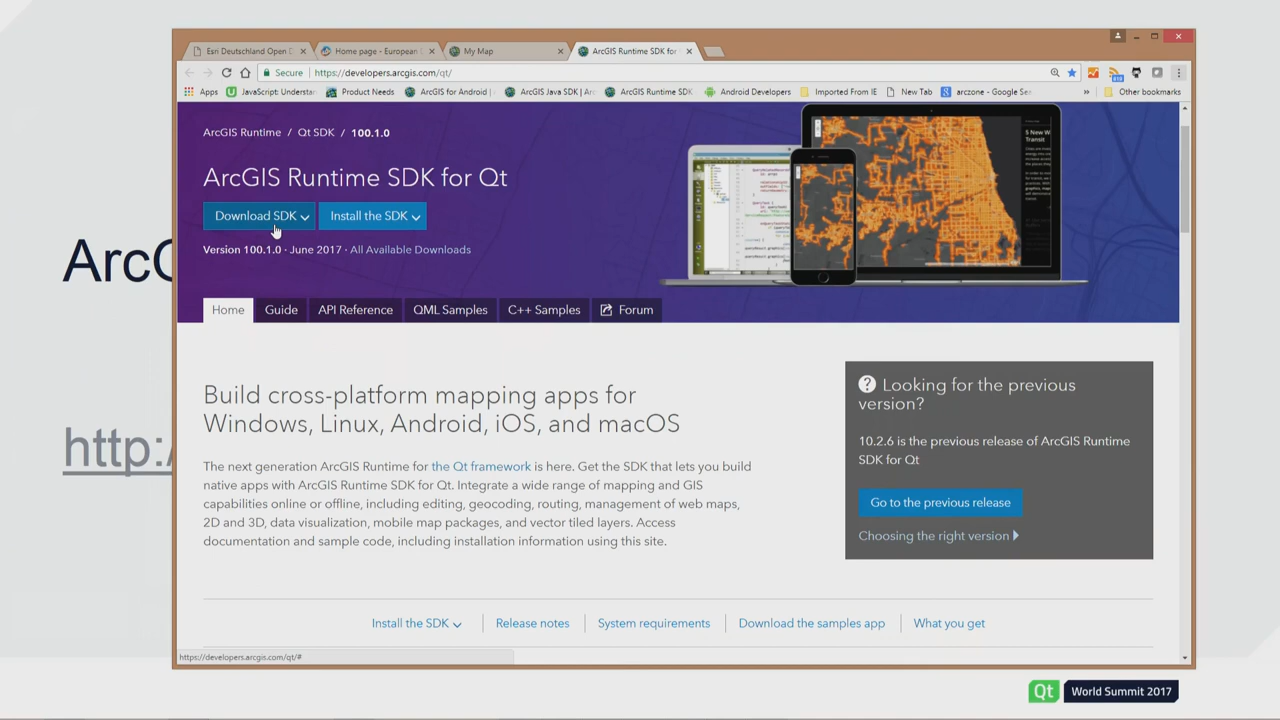 Esri Deutschland Open D
Home page - European
My Map
ArcGIS Runtime SDK for
Secure
https://developers.arcgis.com/qt/
Apps
JavaScript: Understan
Product Needs
ArcGIS for Android |
ArcGIS Java SDK | Arc
ArcGIS Runtime SDK
Android Developers
Imported From IE
New Tab
arczone - Google Ser
»
Other bookmarks
ArcGIS Runtime / Qt SDK / 100.1.0
ArcGIS Runtime SDK for Qt
Download SDK
Install the SDK
Version 100.1.0 · June 2017 · All Available Downloads
5 New W
Transit
Home
Guide
API Reference
QML Samples
C++ Samples
Forum
ArcG
http:/
Build cross-platform mapping apps for
Windows, Linux, Android, iOS, and macOS
The next generation ArcGIS Runtime for the Qt framework is here. Get the SDK that lets you build
native apps with ArcGIS Runtime SDK for Qt. Integrate a wide range of mapping and GIS
capabilities online or offline, including editing, geocoding, routing, management of web maps,
2D and 3D, data visualization, mobile map packages, and vector tiled layers. Access
documentation and sample code, including installation information using this site.
? Looking for the previous
version?
10.2.6 is the previous release of ArcGIS Runtime
SDK for Qt
Go to the previous release
Choosing the right version
Install the SDK
Release notes
System requirements
Download the samples app
What you get
https://developers.arcgis.com/qt/#
Qt World Summit 2017